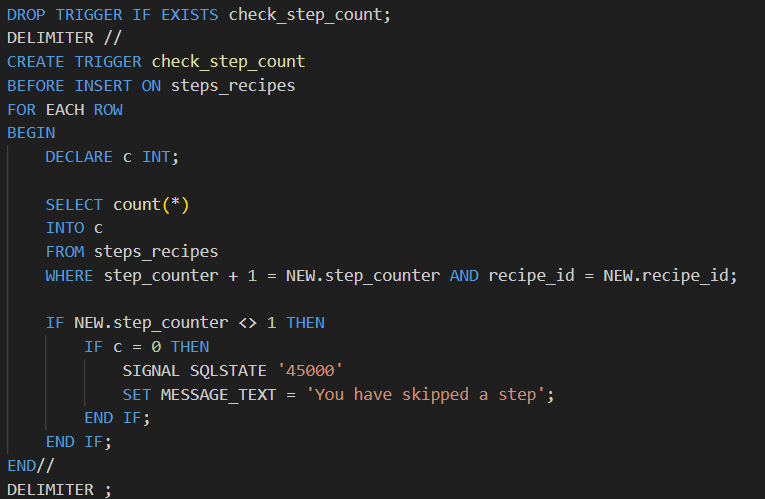 DROP TRIGGER IF EXISTS check_step_count;
DELIMITER //
CREATE TRIGGER check_step_count
BEFORE INSERT ON steps_recipes
FOR EACH ROW
BEGIN
    DECLARE c INT;

    SELECT count(*)
    INTO c
    FROM steps_recipes
    WHERE step_counter + 1 = NEW.step_counter AND recipe_id = NEW.recipe_id;

    IF NEW.step_counter <> 1 THEN
        IF c = 0 THEN
            SIGNAL SQLSTATE '45000'
            SET MESSAGE_TEXT = 'You have skipped a step';
        END IF;
    END IF;
END//
DELIMITER ;